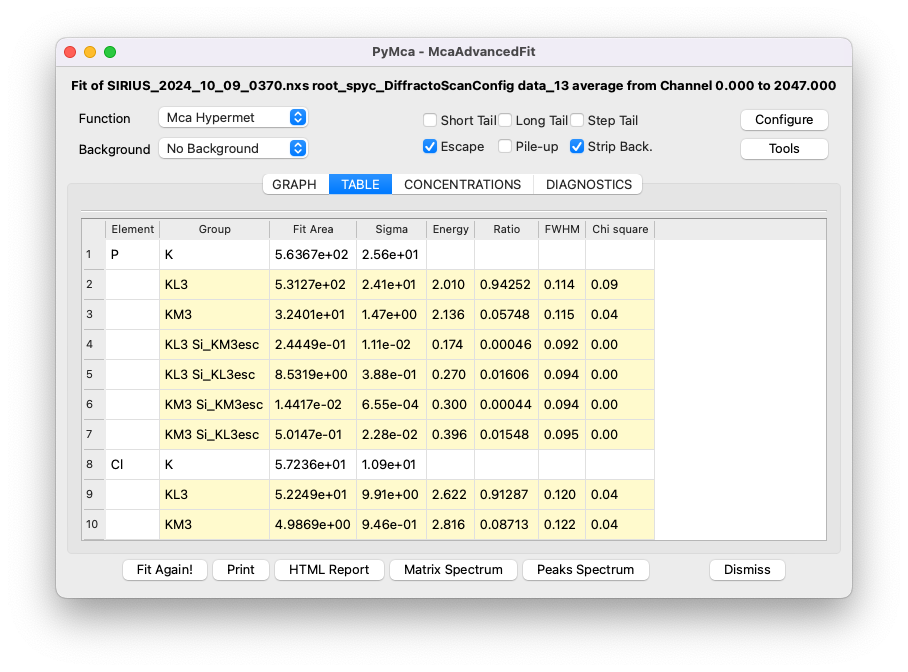 PyMca - McaAdvancedFit
Fit of SIRIUS_2024_10_09_0370.nxs root_spyc_DiffractoScanConfig data_13 average from Channel 0.000 to 2047.000
Function Mca Hypermet Short Tail Long Tail Step Tail Configure
Background No Background Escape Pile-up Strip Back. Tools
GRAPH TABLE CONCENTRATIONS DIAGNOSTICS
Element Group Fit Area Sigma Energy Ratio FWHM Chi square
1 P K 5.6367e+02 2.56e+01
2 KL3 5.3127e+02 2.41e+01 2.010 0.94252 0.114 0.09
3 KM3 3.2401e+01 1.47e+00 2.136 0.05748 0.115 0.04
4 KL3 Si_KM3esc 2.4449e-01 1.11e-02 0.174 0.00046 0.092 0.00
5 KL3 Si_KL3esc 8.5319e+00 3.88e-01 0.270 0.01606 0.094 0.00
6 KM3 Si_KM3esc 1.4417e-02 6.55e-04 0.300 0.00044 0.094 0.00
7 KM3 Si_KL3esc 5.0147e-01 2.28e-02 0.396 0.01548 0.095 0.00
8 Cl K 5.7236e+01 1.09e+01
9 KL3 5.2249e+01 9.91e+00 2.622 0.91287 0.120 0.04
10 KM3 4.9869e+00 9.46e-01 2.816 0.08713 0.122 0.04
Fit Again! Print HTML Report Matrix Spectrum Peaks Spectrum Dismiss